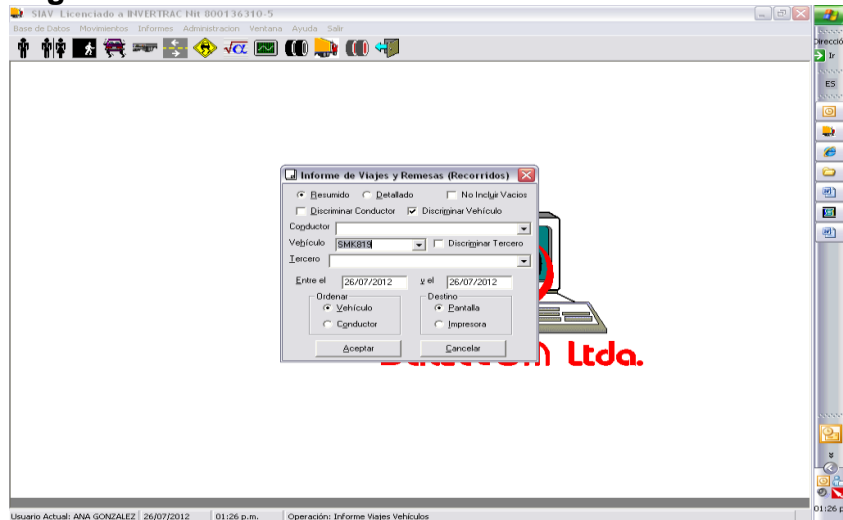 SIAV Licenciado a INVERTRAC Nit 800136310-5
Base de Datos Movimientos Informes Administracion Ventana Ayuda Salir
Dirección
Ir
ES
Informe de Viajes y Remesas (Recorridos)
Resumido Detallado No Incluir Vacios
Discriminar Conductor Discriminar Vehículo
Conductor
Vehículo SMK819 Discriminar Tercero
Tercero
Entre el 26/07/2012 y el 26/07/2012
Ordenar Destino
Vehículo Pantalla
Conductor Impresora
Aceptar Cancelar
Ltda.
Usuario Actual: ANA GONZALEZ 26/07/2012 01:26 p.m. Operación: Informe Viajes Vehículos
01:26 p